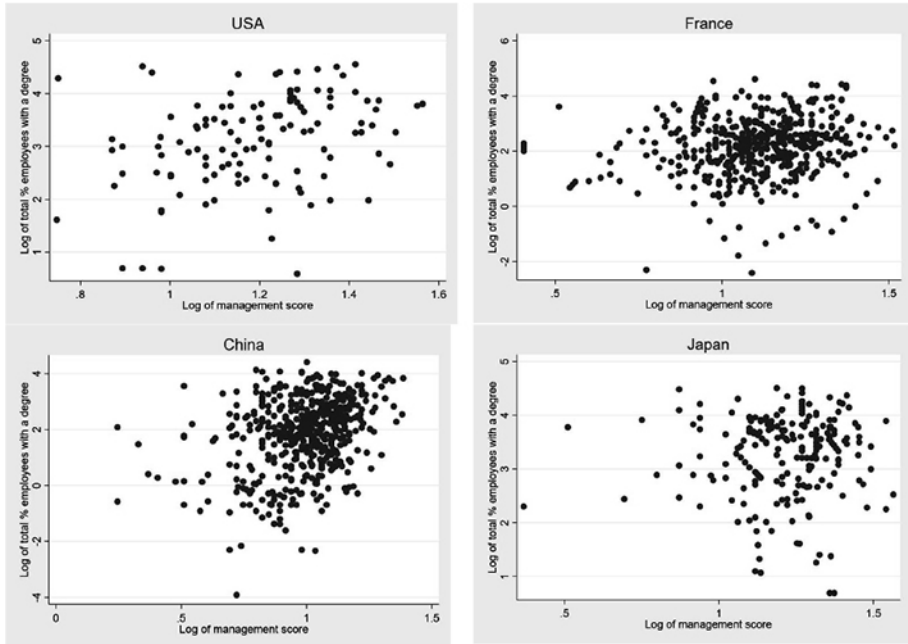 USA
Log of total % employees with a degree
5
4
3
2
1
.8
1
1.2
1.4
1.6
Log of management score
France
Log of total % employees with a degree
6
4
2
0
-2
.5
1
1.5
Log of management score
China
Log of total % employees with a degree
4
2
0
-2
-4
0
.5
1
1.5
Log of management score
Japan
Log of total % employees with a degree
5
4
3
2
1
.5
1
1.5
Log of management score